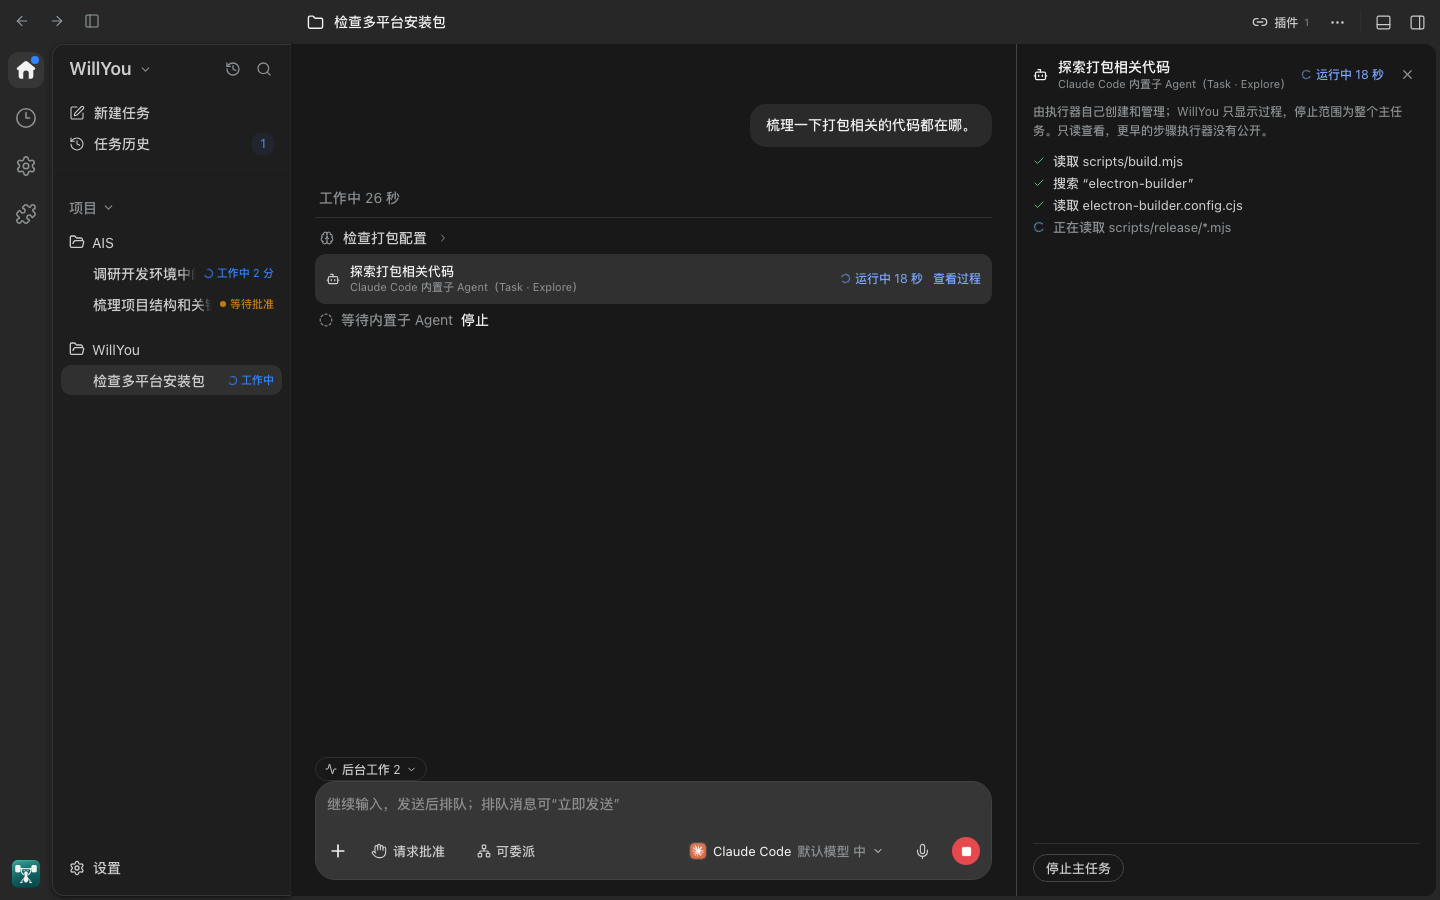 检查多平台安装包
插件 1
WillYou
新建任务
任务历史 1
项目
AIS
调研开发环境中 工作中 2 分
梳理项目结构和关 等待批准
WillYou
检查多平台安装包 工作中
设置
梳理一下打包相关的代码都在哪。
工作中 26 秒
检查打包配置
探索打包相关代码
Claude Code 内置子 Agent（Task · Explore）
运行中 18 秒 查看过程
等待内置子 Agent 停止
后台工作 2
继续输入，发送后排队；排队消息可“立即发送”
请求批准 可委派 Claude Code 默认模型 中
探索打包相关代码
Claude Code 内置子 Agent（Task · Explore）
运行中 18 秒
由执行器自己创建和管理；WillYou 只显示过程，停止范围为整个主任
务。只读查看，更早的步骤执行器没有公开。
读取 scripts/build.mjs
搜索 “electron-builder”
读取 electron-builder.config.cjs
正在读取 scripts/release/*.mjs
停止主任务